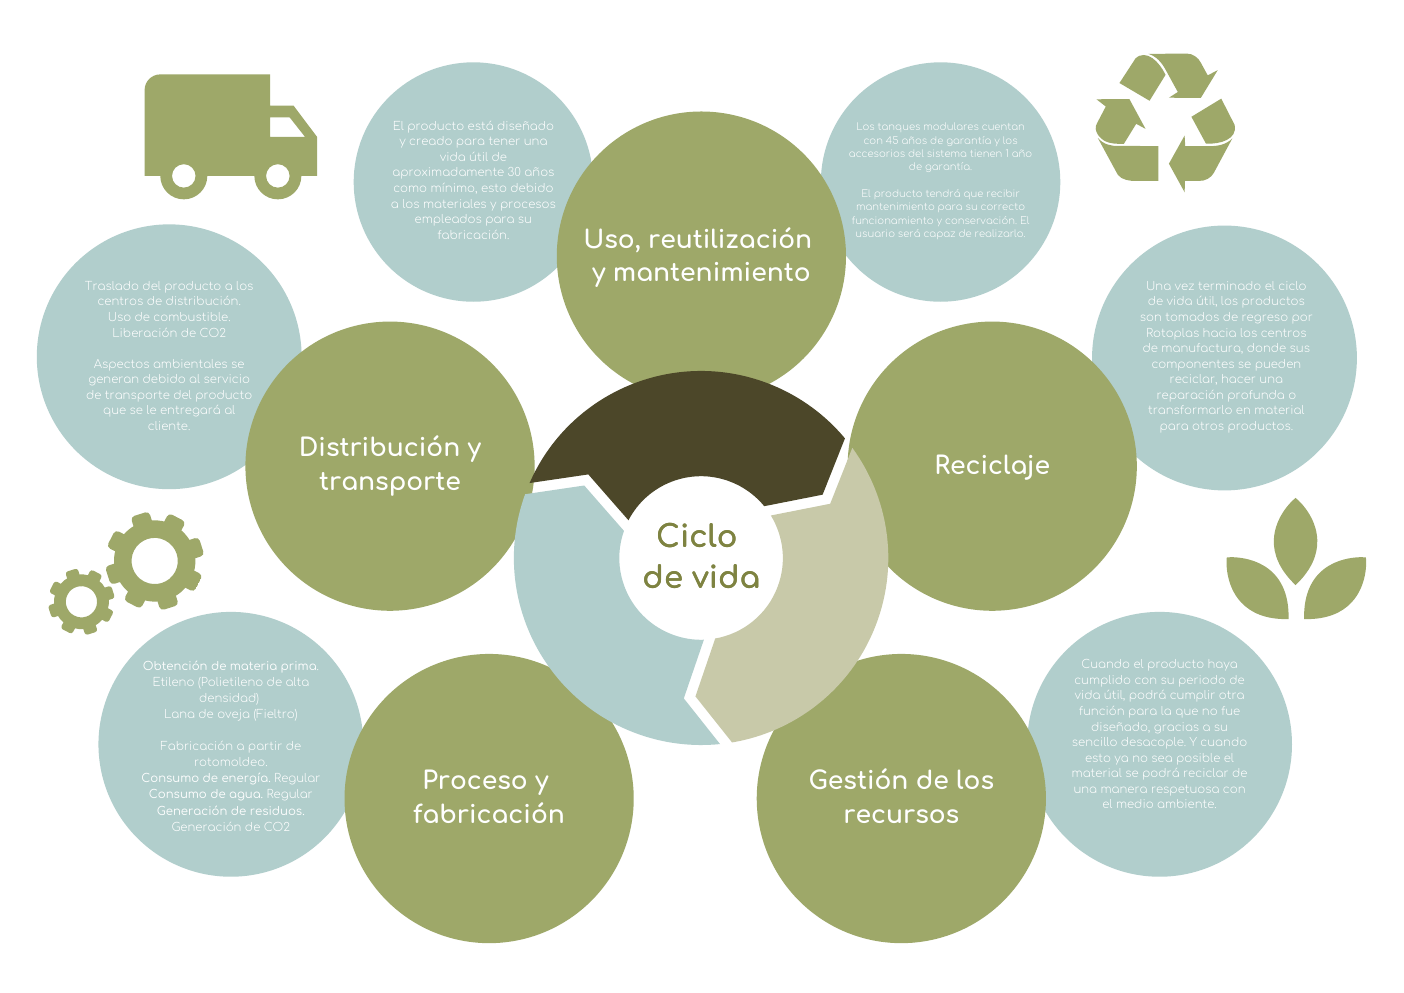 El producto está diseñado
y creado para tener una
vida útil de
aproximadamente 30 años
como mínimo, esto debido
a los materiales y procesos
empleados para su
fabricación.
Los tanques modulares cuentan
con 45 años de garantía y los
accesorios del sistema tienen 1 año
de garantía.
El producto tendrá que recibir
mantenimiento para su correcto
funcionamiento y conservación. El
usuario será capaz de realizarlo.
Uso, reutilización
y mantenimiento
Traslado del producto a los
centros de distribución.
Uso de combustible.
Liberación de CO2
Aspectos ambientales se
generan debido al servicio
de transporte del producto
que se le entregará al
cliente.
Una vez terminado el ciclo
de vida útil, los productos
son tomados de regreso por
Rotoplas hacia los centros
de manufactura, donde sus
componentes se pueden
reciclar, hacer una
reparación profunda o
transformarlo en material
para otros productos.
Distribución y
transporte
Reciclaje
Ciclo
de vida
Obtención de materia prima.
Etileno (Polietileno de alta
densidad)
Lana de oveja (Fieltro)
Fabricación a partir de
rotomoldeo.
Consumo de energía. Regular
Consumo de agua. Regular
Generación de residuos.
Generación de CO2
Proceso y
fabricación
Gestión de los
recursos
Cuando el producto haya
cumplido con su periodo de
vida útil, podrá cumplir otra
función para la que no fue
diseñado, gracias a su
sencillo desacople. Y cuando
esto ya no sea posible el
material se podrá reciclar de
una manera respetuosa con
el medio ambiente.